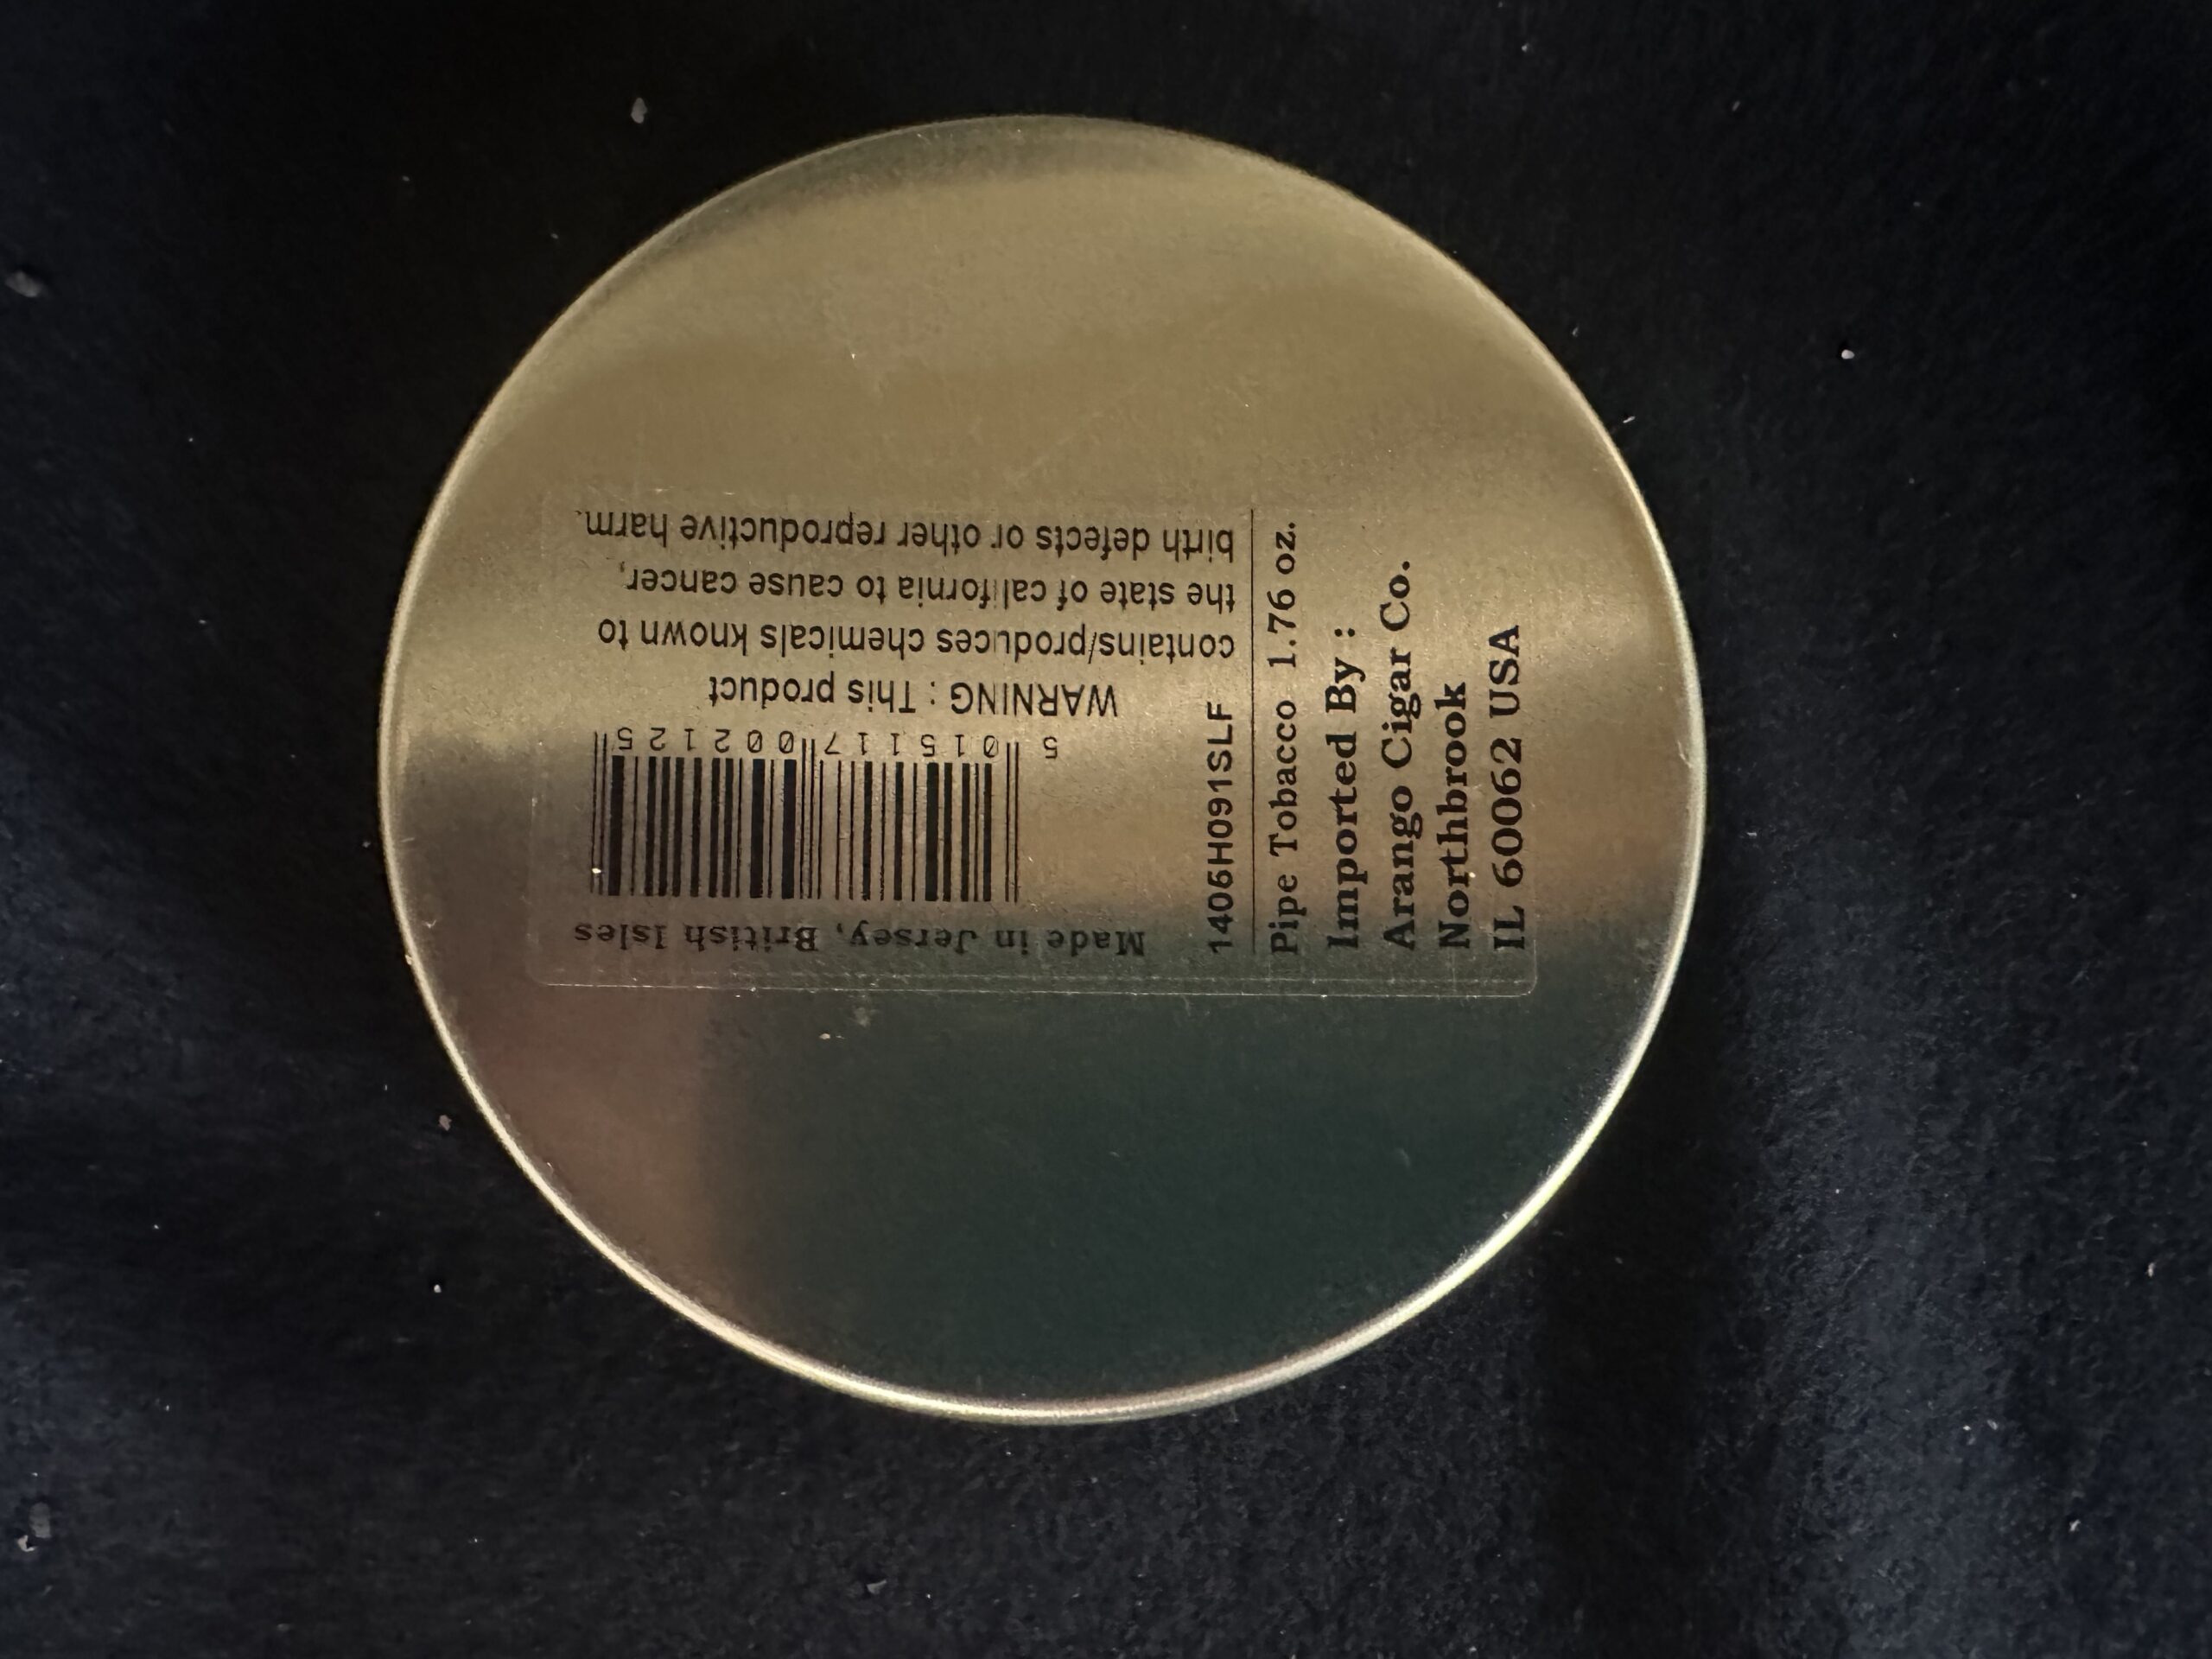 Made in Jersey, British Isles
5 015117 002125
WARNING : This product
contains/produces chemicals known to
the state of california to cause cancer,
birth defects or other reproductive harm.
1405H091SLF
Pipe Tobacco 1.76 oz.
Imported By :
Arango Cigar Co.
Northbrook
IL 60062 USA